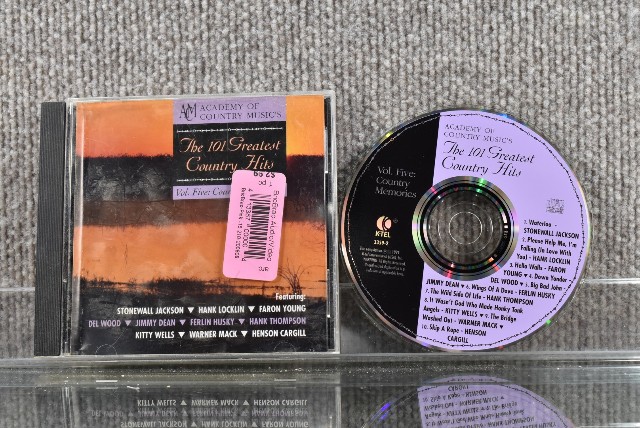 ACM ACADEMY OF
COUNTRY MUSIC'S
The 101 Greatest
Country Hits
Vol. Five:
$2.99
Featuring:
STONEWALL JACKSON ▼ HANK LOCKLIN ▼ FARON YOUNG
DEL WOOD ▼ JIMMY DEAN ▼ FERLIN HUSKY ▼ HANK THOMPSON
KITTY WELLS ▼ WARNER MACK ▼ HENSON CARGILL
ACADEMY OF
COUNTRY MUSIC'S
The 101 Greatest
Country Hits
Vol. Five:
Country
Memories
K-TEL
3359-2
1. Waterloo -
STONEWALL JACKSON
2. Please Help Me, I'm
Falling (In Love With
You) - HANK LOCKLIN
3. Hello Walls - FARON
YOUNG 4. Down Yonder -
DEL WOOD 5. Big Bad John -
JIMMY DEAN 6. Wings Of A Dove - FERLIN HUSKY
7. The Wild Side Of Life - HANK THOMPSON
8. It Wasn't God Who Made Honky Tonk
Angels - KITTY WELLS 9. The Bridge
Washed Out - WARNER MACK
10. Skip A Rope - HENSON
CARGILL